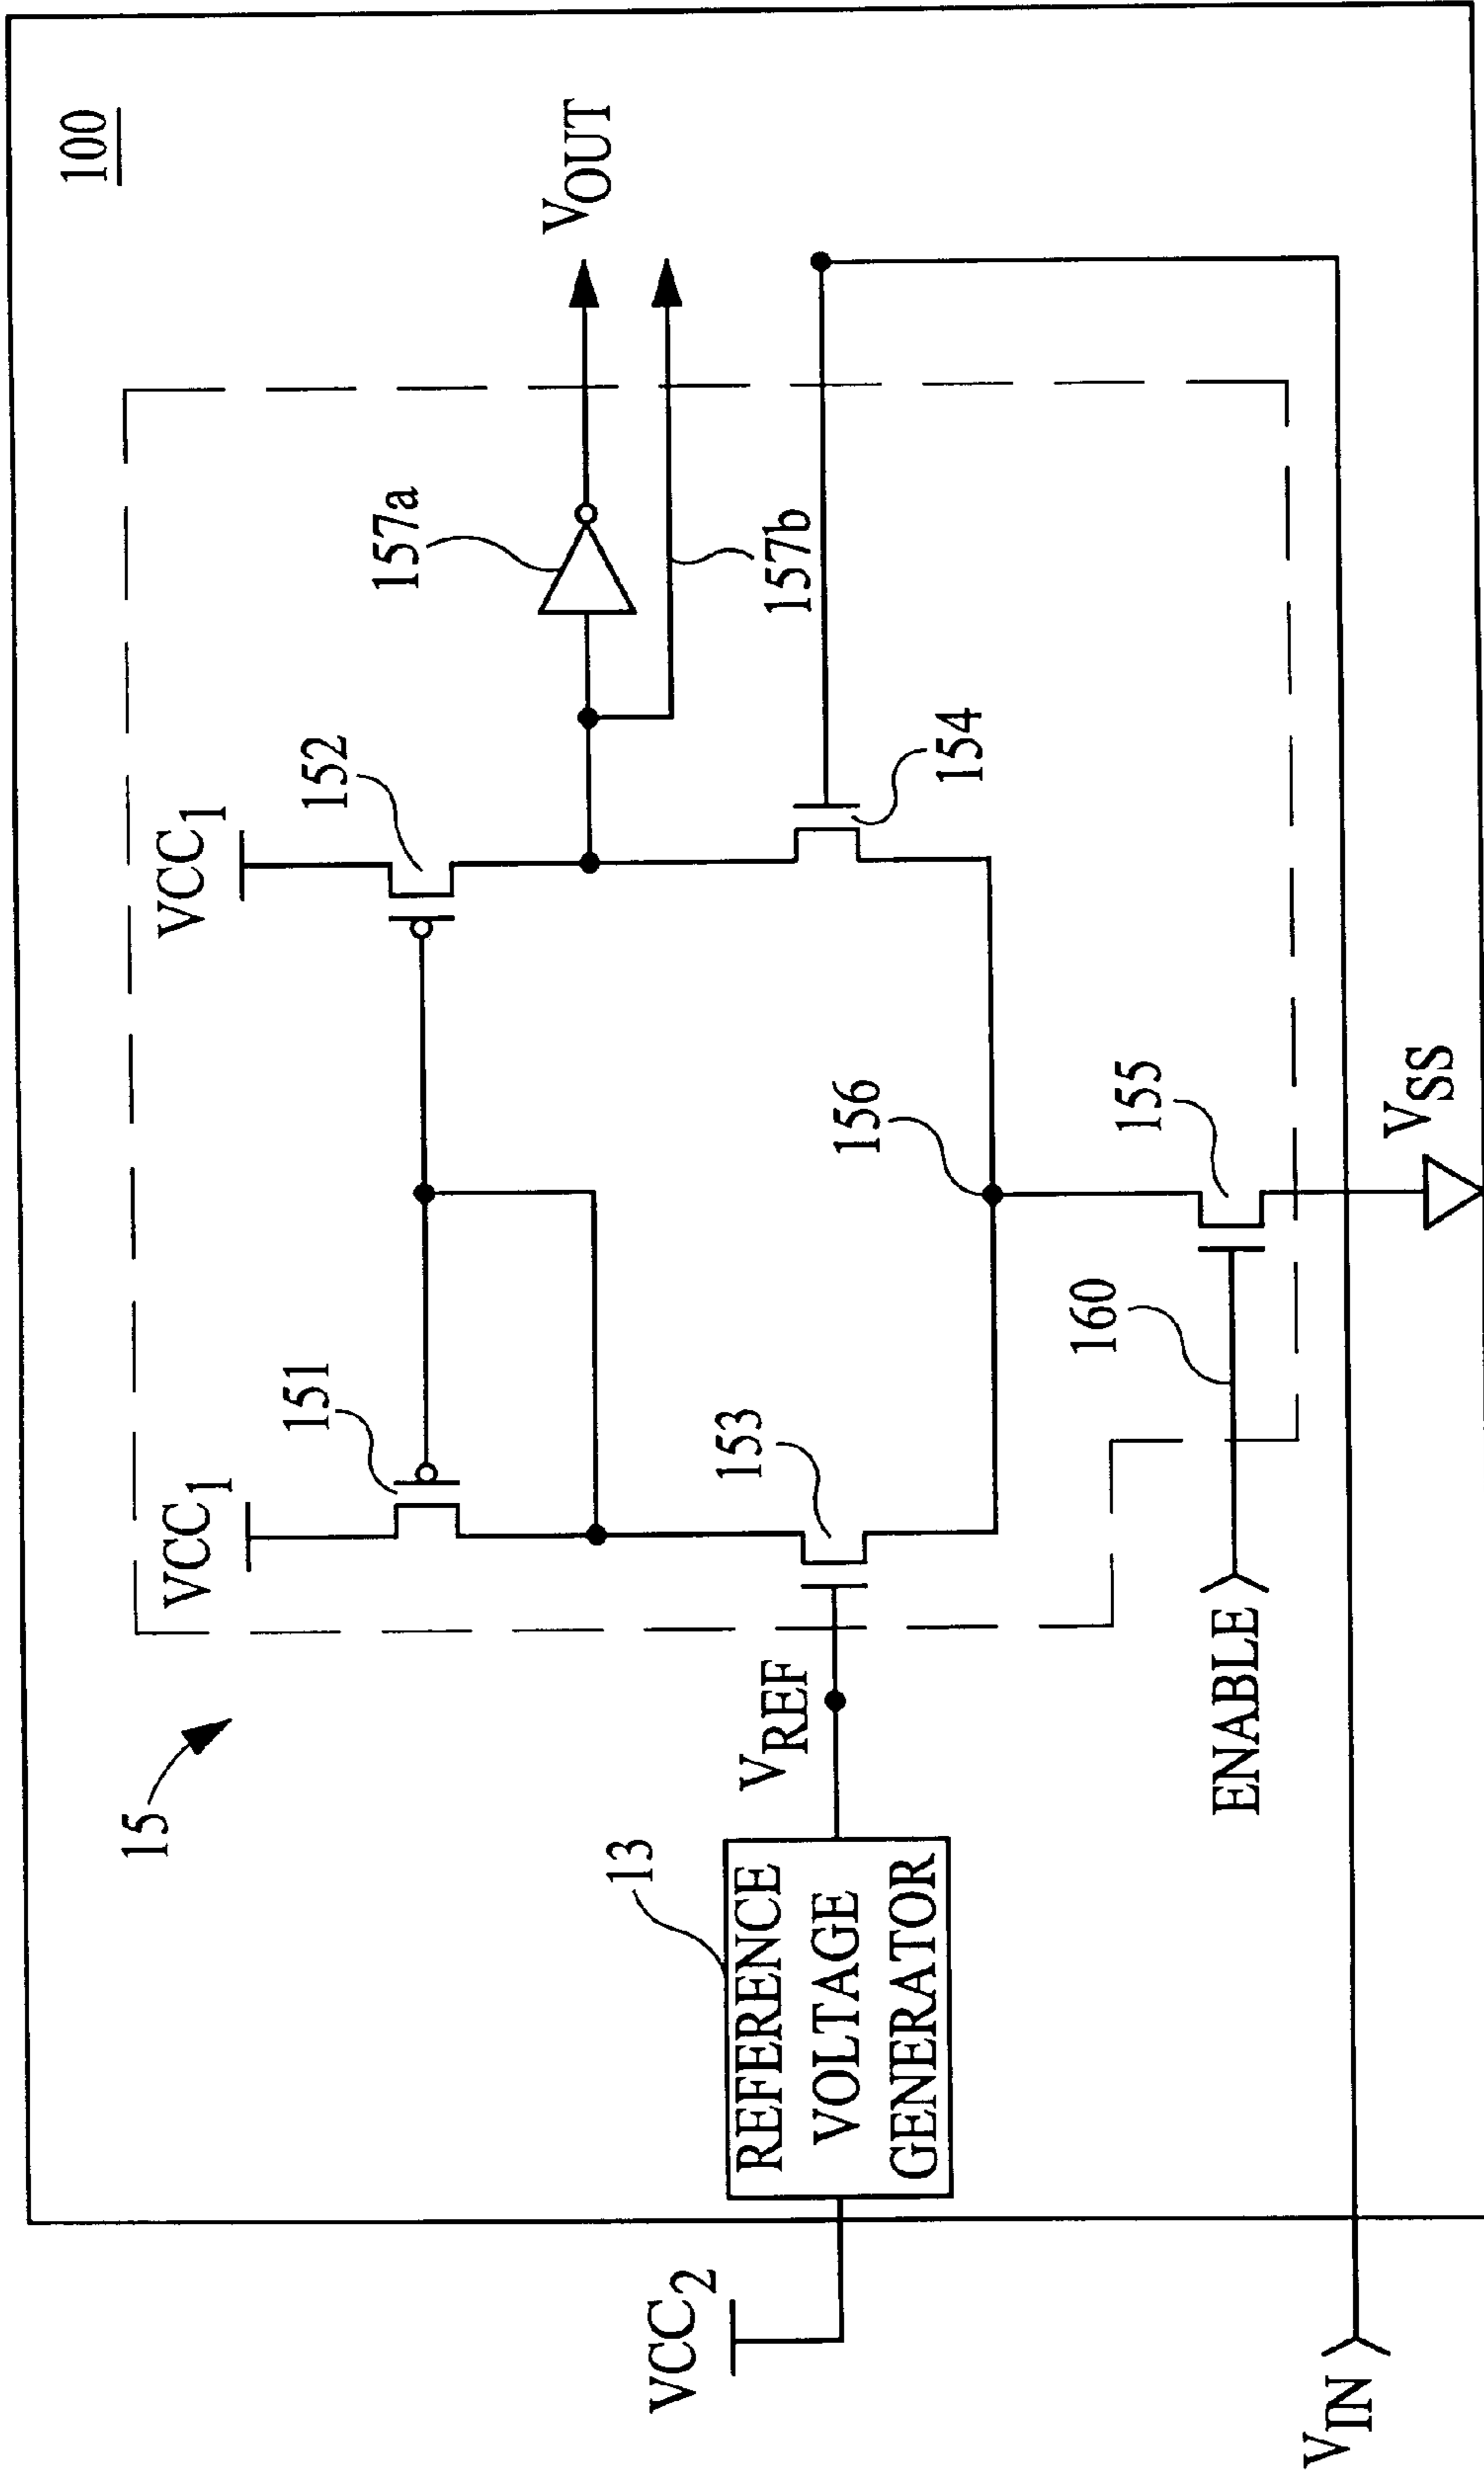 100
15
VCC1
VCC1
151
152
157a
VOUT
157b
13
REFERENCE
VOLTAGE
GENERATOR
VREF
153
156
154
VCC2
160
155
ENABLE
VSS
VIN